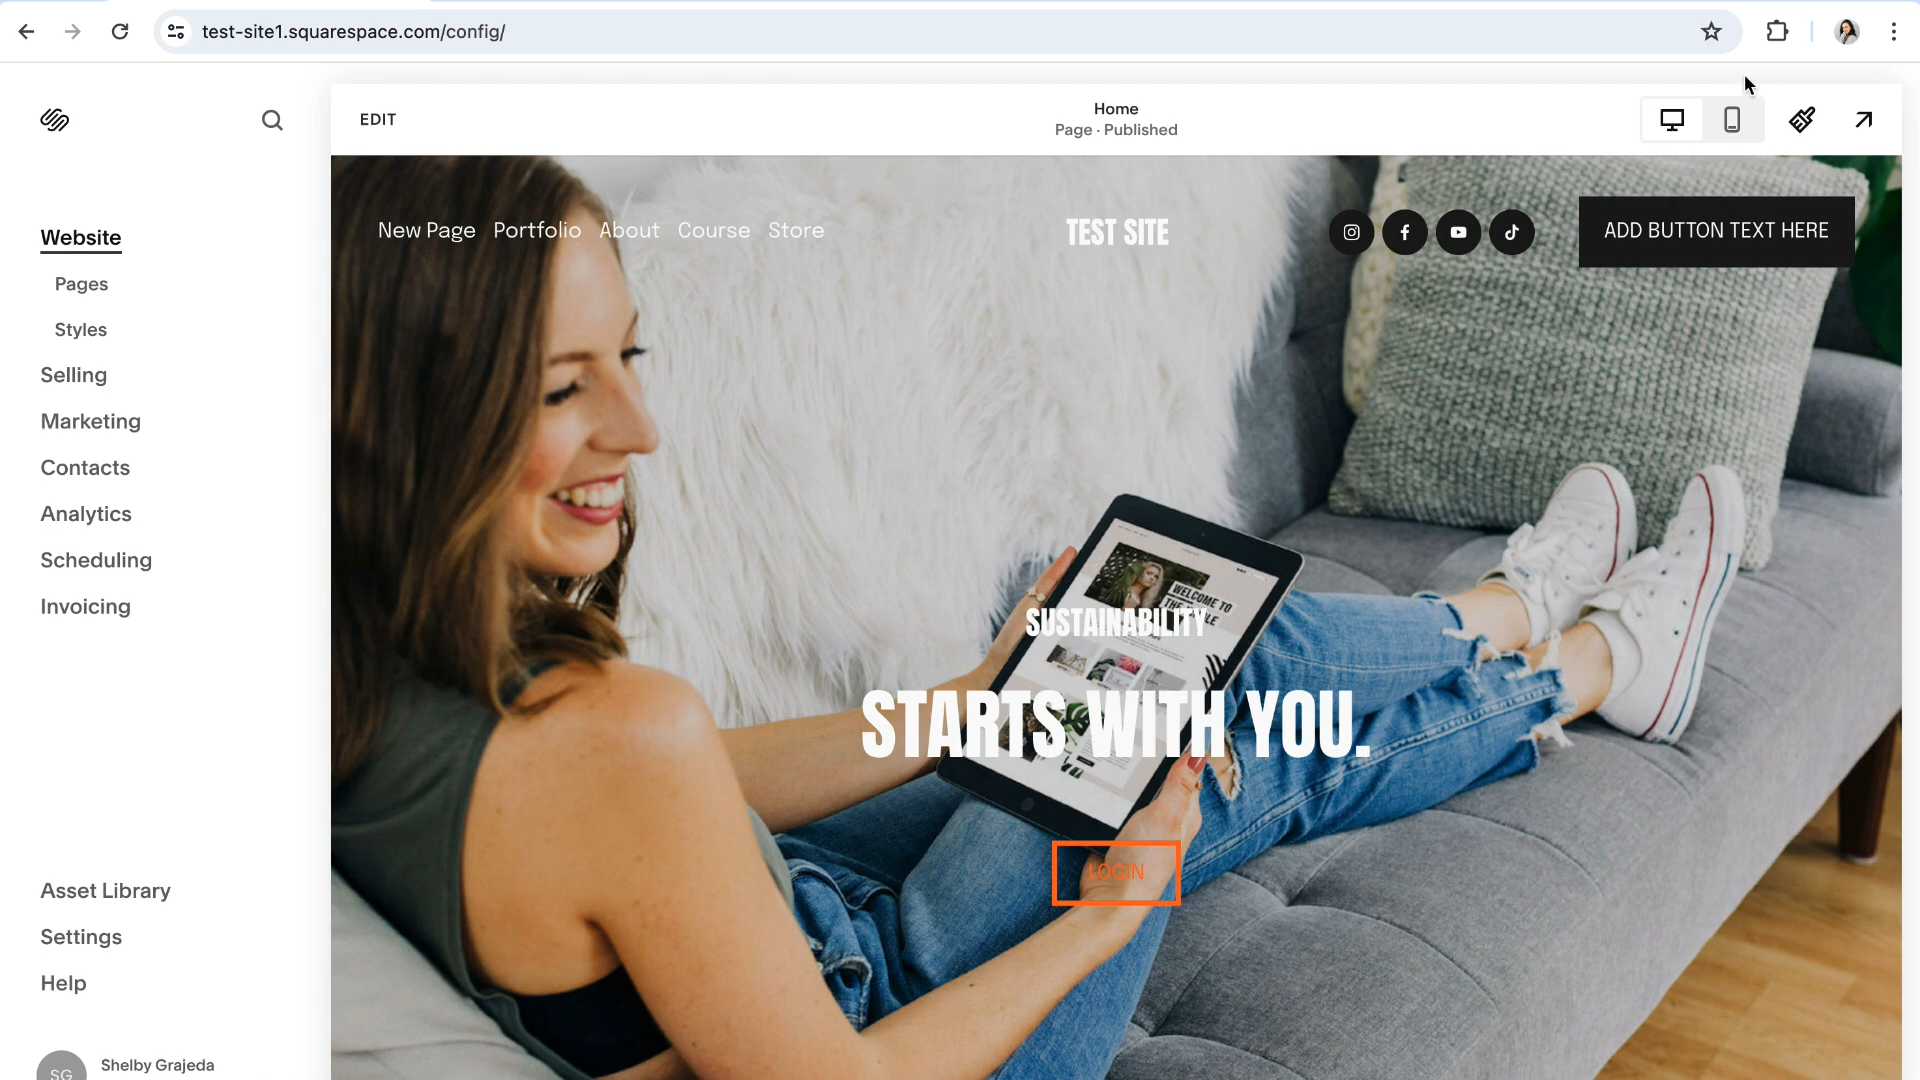 test-site1.squarespace.com/config/
EDIT
Home
Page · Published
Website
Pages
Styles
Selling
Marketing
Contacts
Analytics
Scheduling
Invoicing
Asset Library
Settings
Help
SG
Shelby Grajeda
New Page Portfolio About Course Store
TEST SITE
ADD BUTTON TEXT HERE
WELCOME TO
SUSTAINABILITY
STARTS WITH YOU.
LOGIN